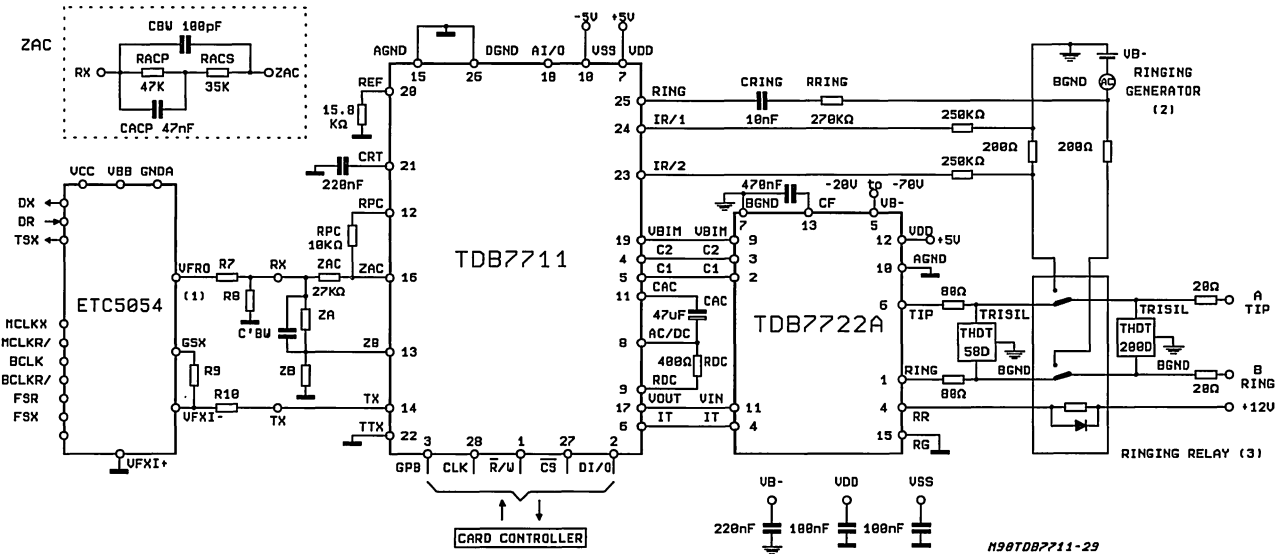 ZAC
CBW 100pF
RX
RACP
47K
RACS
35K
ZAC
CACP 47nF
-5V
+5V
AGND
DGND
AI/O
VSS
VDD
15
26
18
10
7
REF
20
15.8
KΩ
CRT
21
220nF
RPC
12
RPC
10KΩ
ZAC
16
ZAC
27KΩ
RX
ZA
ZB
ZB
13
C'BW
TX
14
TX
TTX
22
TDB7711
VCC
VBB
GNDA
DX
DR
TSX
ETC5054
VFRO
(1)
R7
R8
MCLKX
MCLKR/
BCLK
BCLKR/
FSR
FSX
GSX
R9
VFXI-
R10
VFXI+
3
28
1
27
2
GPB
CLK
R/W
CS
DI/O
CARD CONTROLLER
25
RING
CRING
10nF
RRING
270KΩ
24
IR/1
250KΩ
23
IR/2
250KΩ
BGND
VB-
AC
RINGING
GENERATOR
(2)
200Ω
200Ω
470nF
-20V to -70V
BGND
CF
VB-
7
13
5
19
VBIM
VBIM
9
4
C2
C2
3
5
C1
C1
2
11
CAC
CAC
47uF
8
AC/DC
400Ω
RDC
9
RDC
17
VOUT
VIN
11
6
IT
IT
4
TDB7722A
12
VDD
+5V
10
AGND
6
TIP
80Ω
TRISIL
THDT
58D
BGND
1
RING
80Ω
4
RR
15
RG
TRISIL
THDT
200D
BGND
20Ω
A
TIP
20Ω
B
RING
+12V
RINGING RELAY (3)
VB-
VDD
VSS
220nF
100nF
100nF
M90TDB7711-29